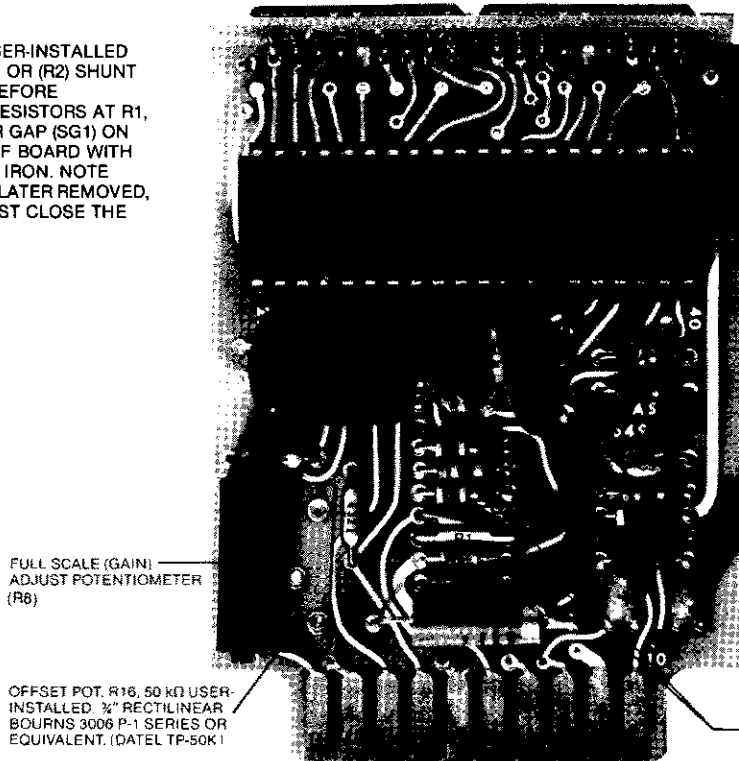 SER-INSTALLED
OR (R2) SHUNT
EFORE
ESISTORS AT R1,
R GAP (SG1) ON
F BOARD WITH
IRON. NOTE
LATER REMOVED,
ST CLOSE THE
40
AS
FULL SCALE (GAIN)
ADJUST POTENTIOMETER
(R8)
10
OFFSET POT. R16, 50 kΩ USER-
INSTALLED. ¾" RECTILINEAR
BOURNS 3006 P-1 SERIES OR
EQUIVALENT. (DATEL TP-50K)